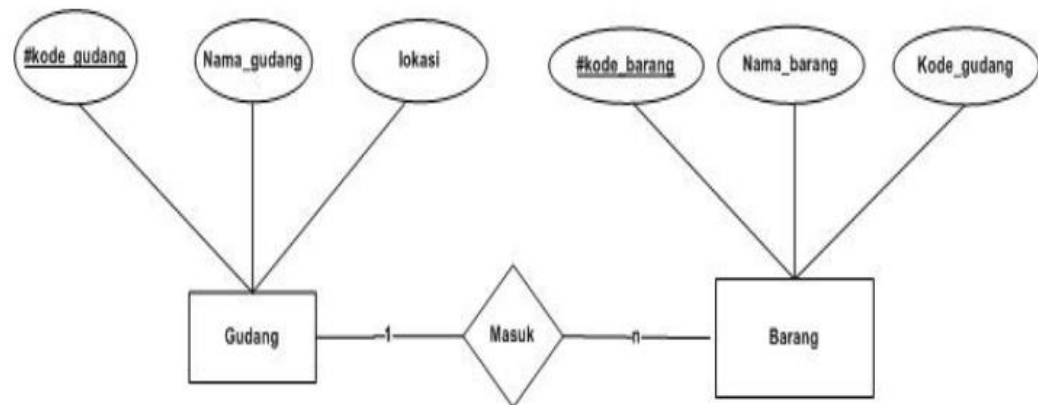 #kode_gudang
Nama_gudang
lokasi
#kode_barang
Nama_barang
Kode_gudang
Gudang
1
Masuk
n
Barang